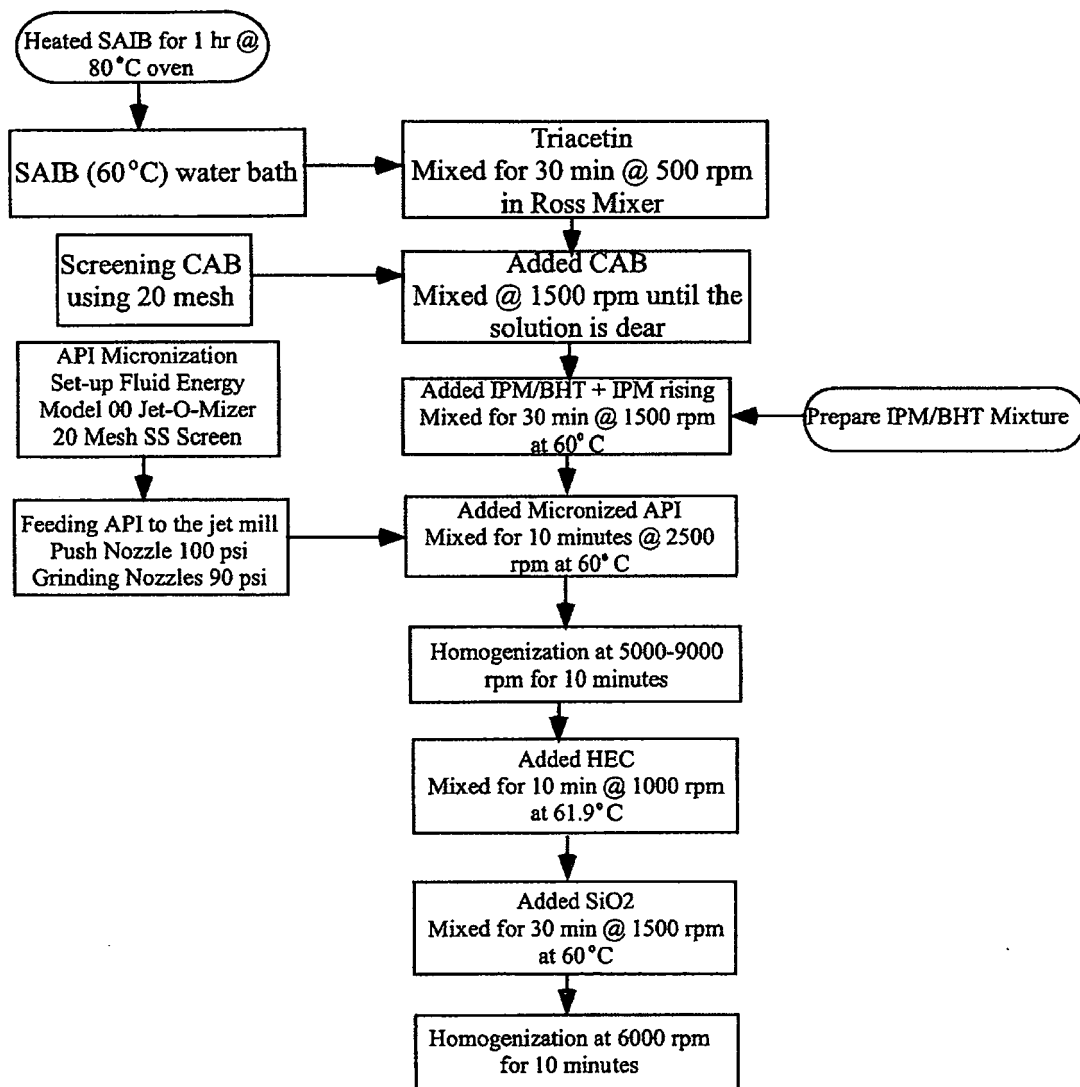 Heated SAIB for 1 hr @
80°C oven
SAIB (60°C) water bath
Triacetin
Mixed for 30 min @ 500 rpm
in Ross Mixer
Screening CAB
using 20 mesh
Added CAB
Mixed @ 1500 rpm until the
solution is dear
API Micronization
Set-up Fluid Energy
Model 00 Jet-O-Mizer
20 Mesh SS Screen
Added IPM/BHT + IPM rising
Mixed for 30 min @ 1500 rpm
at 60°C
Prepare IPM/BHT Mixture
Feeding API to the jet mill
Push Nozzle 100 psi
Grinding Nozzles 90 psi
Added Micronized API
Mixed for 10 minutes @ 2500
rpm at 60°C
Homogenization at 5000-9000
rpm for 10 minutes
Added HEC
Mixed for 10 min @ 1000 rpm
at 61.9°C
Added SiO2
Mixed for 30 min @ 1500 rpm
at 60°C
Homogenization at 6000 rpm
for 10 minutes